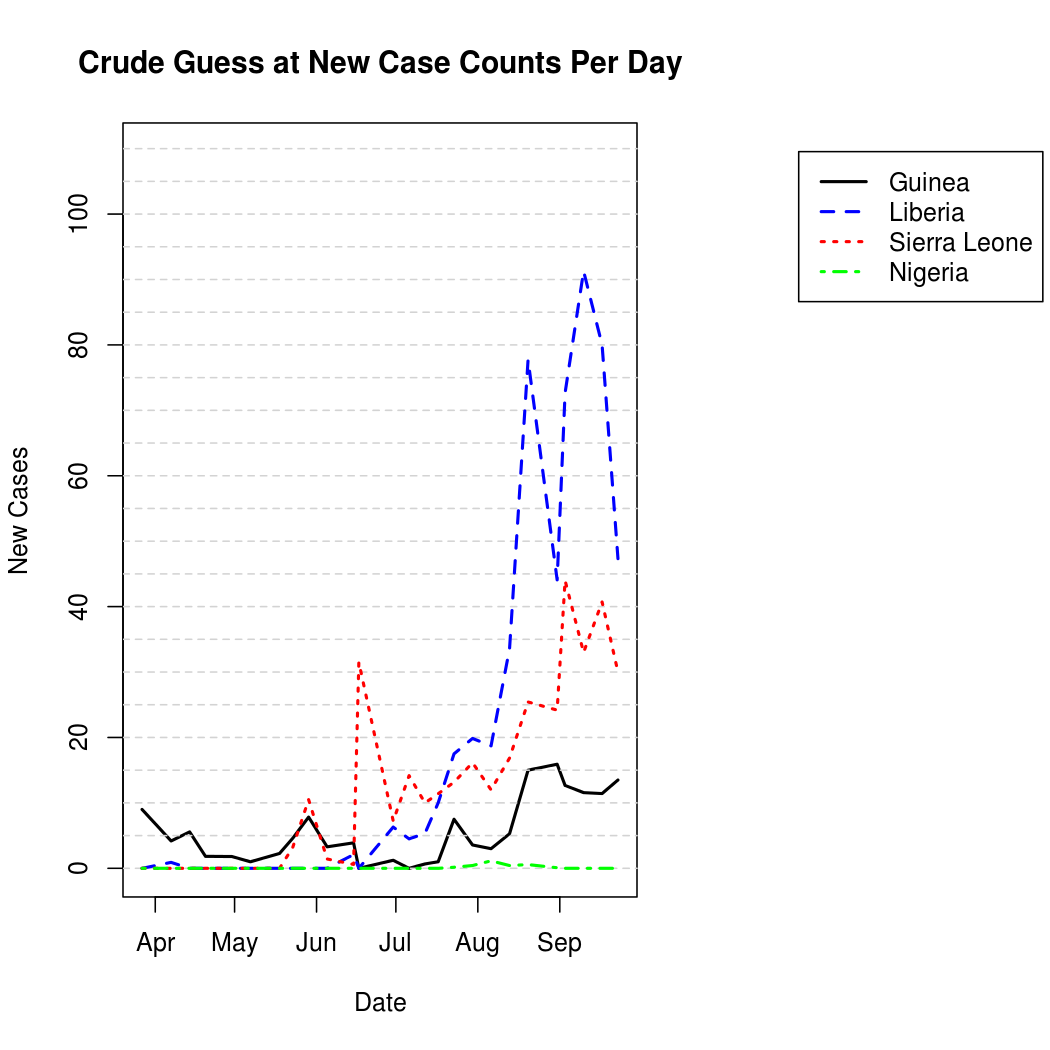 Crude Guess at New Case Counts Per Day
Guinea
Liberia
Sierra Leone
Nigeria
New Cases
100
80
60
40
20
0
Apr May Jun Jul Aug Sep
Date